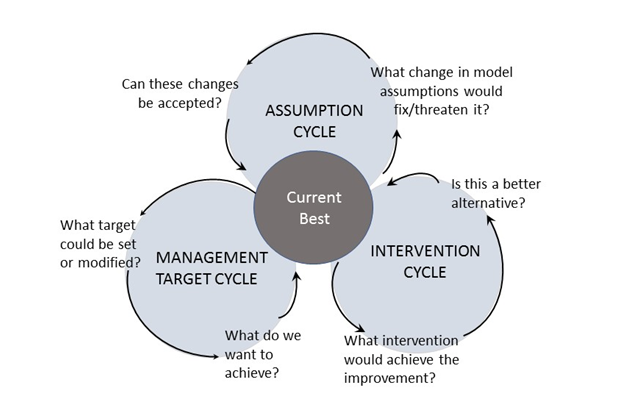 Can these changes
be accepted?
What change in model
assumptions would
fix/threaten it?
ASSUMPTION
CYCLE
Current
Best
Is this a better
alternative?
What target
could be set
or modified?
MANAGEMENT
TARGET CYCLE
INTERVENTION
CYCLE
What do we
want to
achieve?
What intervention
would achieve the
improvement?